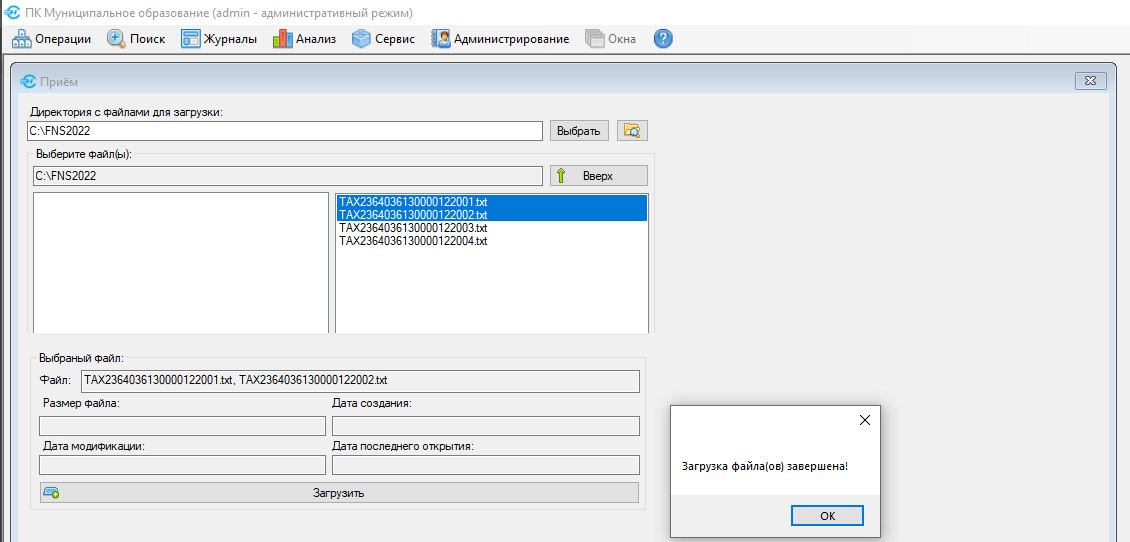 ПК Муниципальное образование (admin - административный режим)
Операции Поиск Журналы Анализ Сервис Администрирование Окна ?
Приём
Директория с файлами для загрузки:
C:\FNS2022 Выбрать
Выберите файл(ы):
C:\FNS2022 Вверх
TAX2364036130000122001.txt
TAX2364036130000122002.txt
TAX2364036130000122003.txt
TAX2364036130000122004.txt
Выбраный файл:
Файл: TAX2364036130000122001.txt, TAX2364036130000122002.txt
Размер файла: Дата создания:
Дата модификации: Дата последнего открытия:
Загрузить
Загрузка файла(ов) завершена!
OK